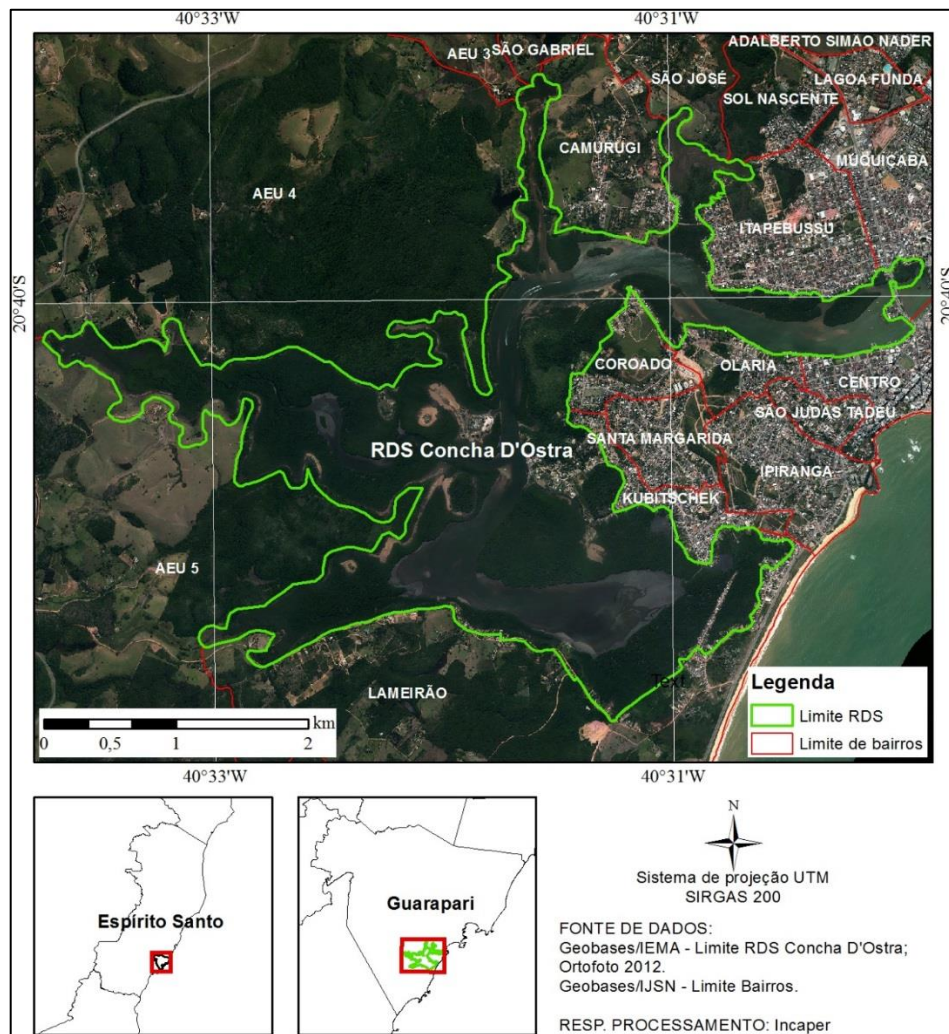 40°33'W 40°31'W
AEU 3 SÃO GABRIEL
ADALBERTO SIMAO NADER
SÃO JOSÉ
LAGOA FUNDA
SOL NASCENTE
CAMURUGI
MUQUIÇABA
AEU 4
ITAPEBUSSU
20°40'S 20°40'S
COROADO
OLARIA
CENTRO
SÃO JUDAS TADEU
SANTA MARGARIDA
RDS Concha D'Ostra
IPIRANGA
KUBITSCHEK
AEU 5
Text
LAMEIRÃO
Legenda
Limite RDS
Limite de bairros
km
0 0,5 1 2
40°33'W 40°31'W
Espírito Santo
Guarapari
N
Sistema de projeção UTM
SIRGAS 200
FONTE DE DADOS:
Geobases/IEMA - Limite RDS Concha D'Ostra;
Ortofoto 2012.
Geobases/IJSN - Limite Bairros.
RESP. PROCESSAMENTO: Incaper